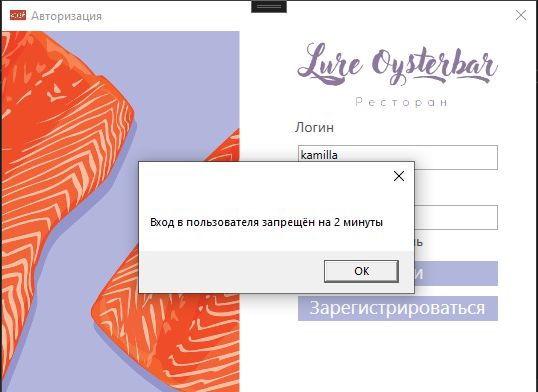 Авторизация
Lure Oysterbar
Ресторан
Логин
kamilla
Вход в пользователя запрещён на 2 минуты
OK
Зарегистрироваться